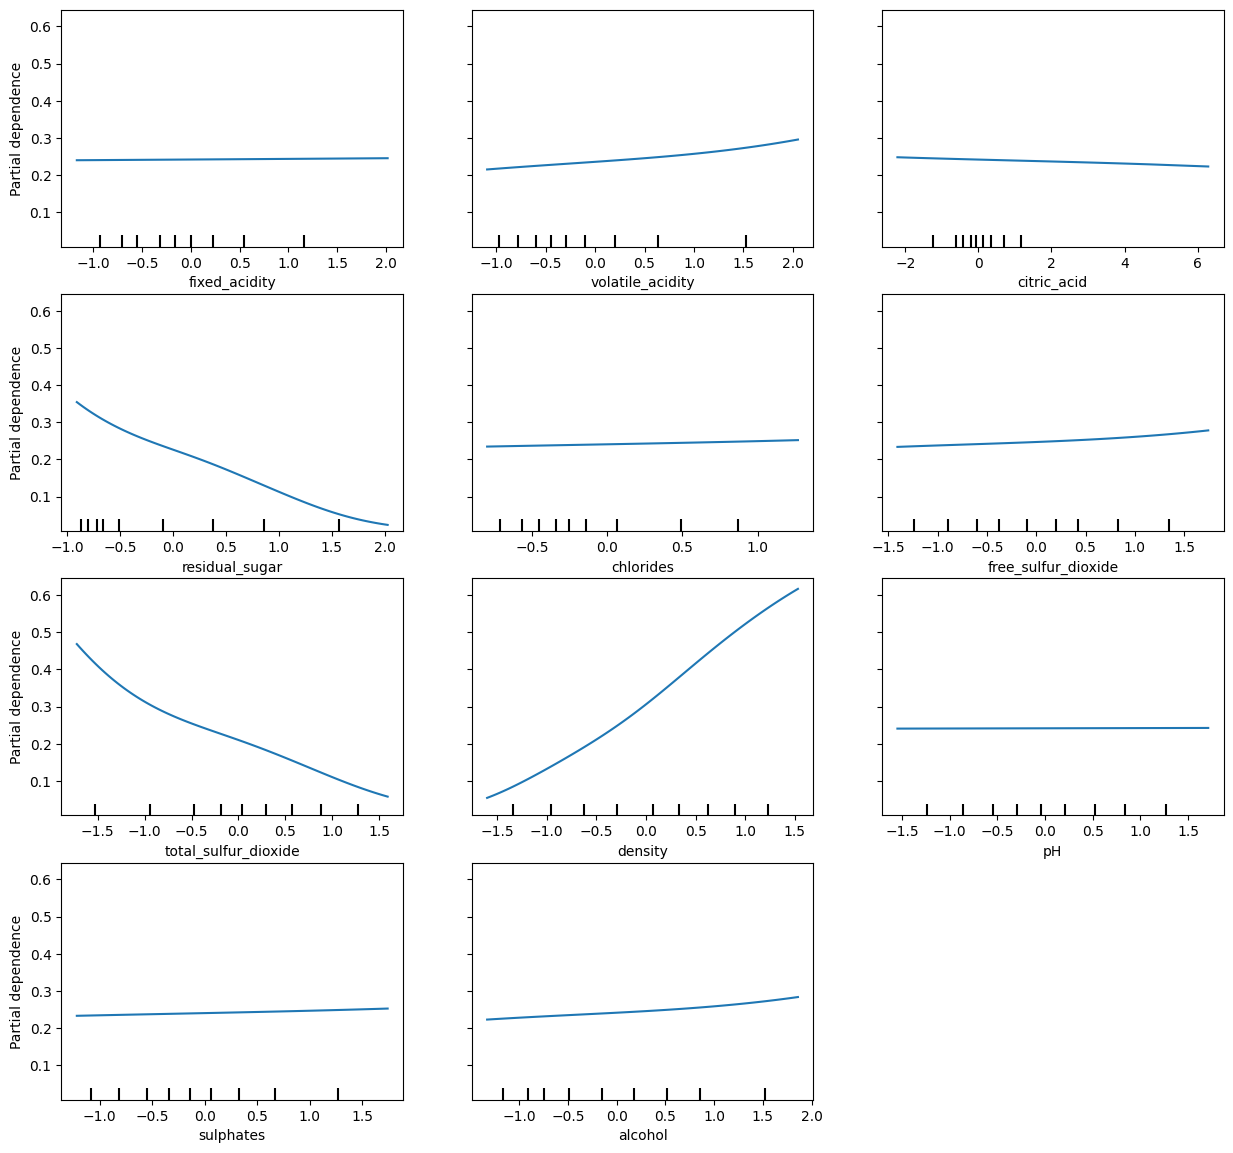 0.6
0.5
0.4
0.3
0.2
0.1
Partial dependence
−1.0 −0.5 0.0 0.5 1.0 1.5 2.0
fixed_acidity
−1.0 −0.5 0.0 0.5 1.0 1.5 2.0
volatile_acidity
−2 0 2 4 6
citric_acid
0.6
0.5
0.4
0.3
0.2
0.1
Partial dependence
−1.0 −0.5 0.0 0.5 1.0 1.5 2.0
residual_sugar
−0.5 0.0 0.5 1.0
chlorides
−1.5 −1.0 −0.5 0.0 0.5 1.0 1.5
free_sulfur_dioxide
0.6
0.5
0.4
0.3
0.2
0.1
Partial dependence
−1.5 −1.0 −0.5 0.0 0.5 1.0 1.5
total_sulfur_dioxide
−1.5 −1.0 −0.5 0.0 0.5 1.0 1.5
density
−1.5 −1.0 −0.5 0.0 0.5 1.0 1.5
pH
0.6
0.5
0.4
0.3
0.2
0.1
Partial dependence
−1.0 −0.5 0.0 0.5 1.0 1.5
sulphates
−1.0 −0.5 0.0 0.5 1.0 1.5 2.0
alcohol